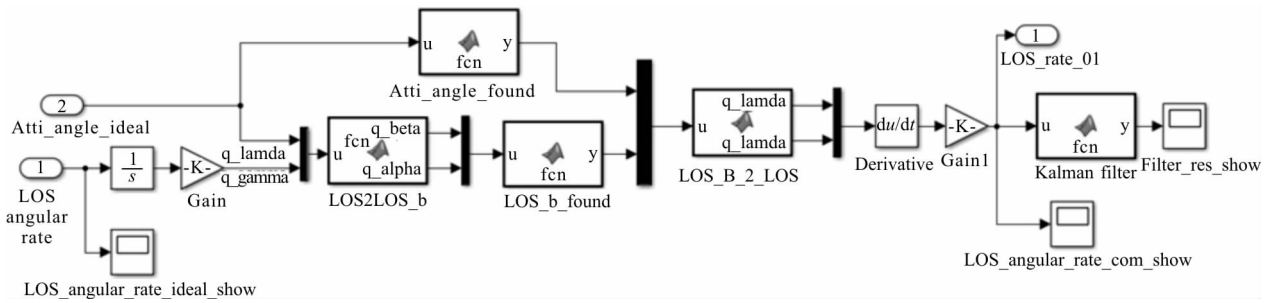 u
y
fcn
Atti_angle_found
1
LOS_rate_01
2
Atti_angle_ideal
q_lamda
q_gamma
1
LOS
angular
rate
1
s
-K-
Gain
u
fcn
q_beta
q_alpha
LOS2LOS_b
u
y
fcn
LOS_b_found
u
q_lamda
q_lamda
LOS_B_2_LOS
du/dt
Derivative
-K-
Gain1
u
y
fcn
Kalman filter
Filter_res_show
LOS_angular_rate_com_show
LOS_angular_rate_ideal_show